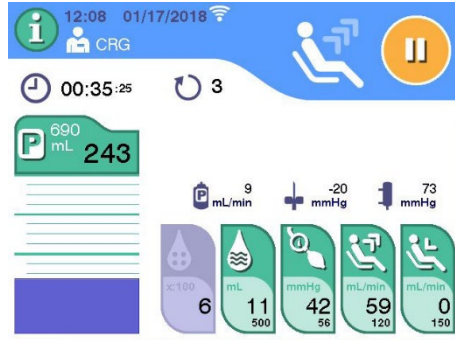 i 12:08 01/17/2018
CRG
00:35:25 3
P 690
mL 243
P 9 mL/min
-20 mmHg
73 mmHg
x:100 6
mL 11 500
mmHg 42 56
mL/min 59 120
mL/min 0 150